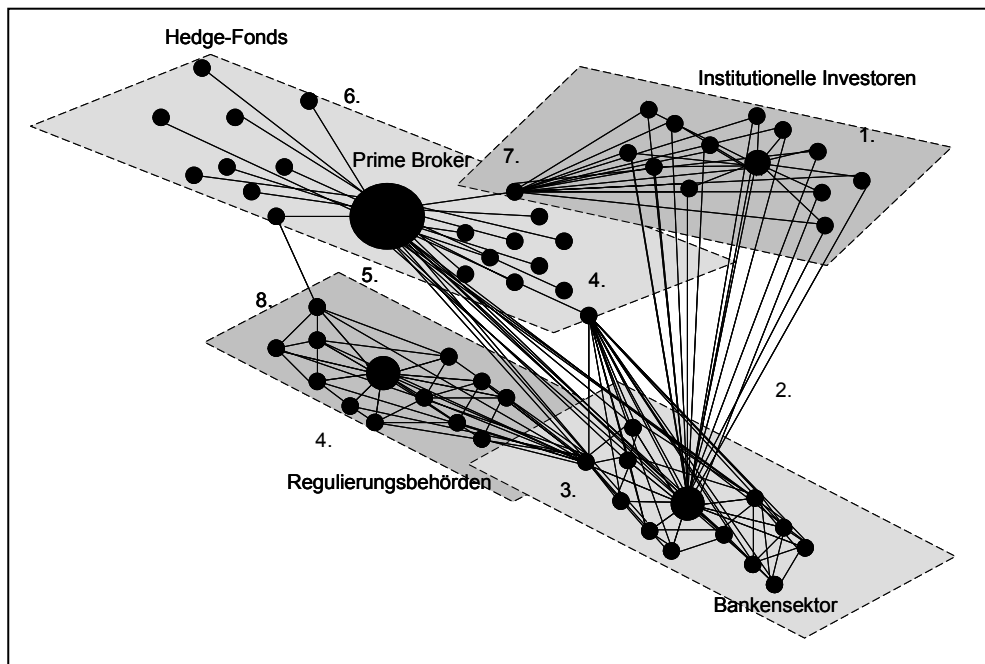 Hedge-Fonds
Institutionelle Investoren
6.
1.
Prime Broker
7.
5.
4.
8.
2.
4.
Regulierungsbehörden
3.
Bankensektor